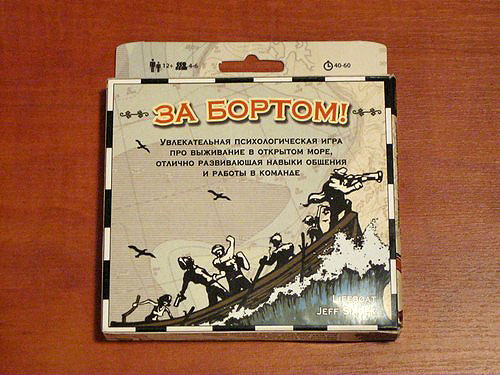 12+ 4-6 40-60
ЗА БОРТОМ!
УВЛЕКАТЕЛЬНАЯ ПСИХОЛОГИЧЕСКАЯ ИГРА
ПРО ВЫЖИВАНИЕ В ОТКРЫТОМ МОРЕ,
ОТЛИЧНО РАЗВИВАЮЩАЯ НАВЫКИ ОБЩЕНИЯ
И РАБОТЫ В КОМАНДЕ
LIFEBOAT
JEFF